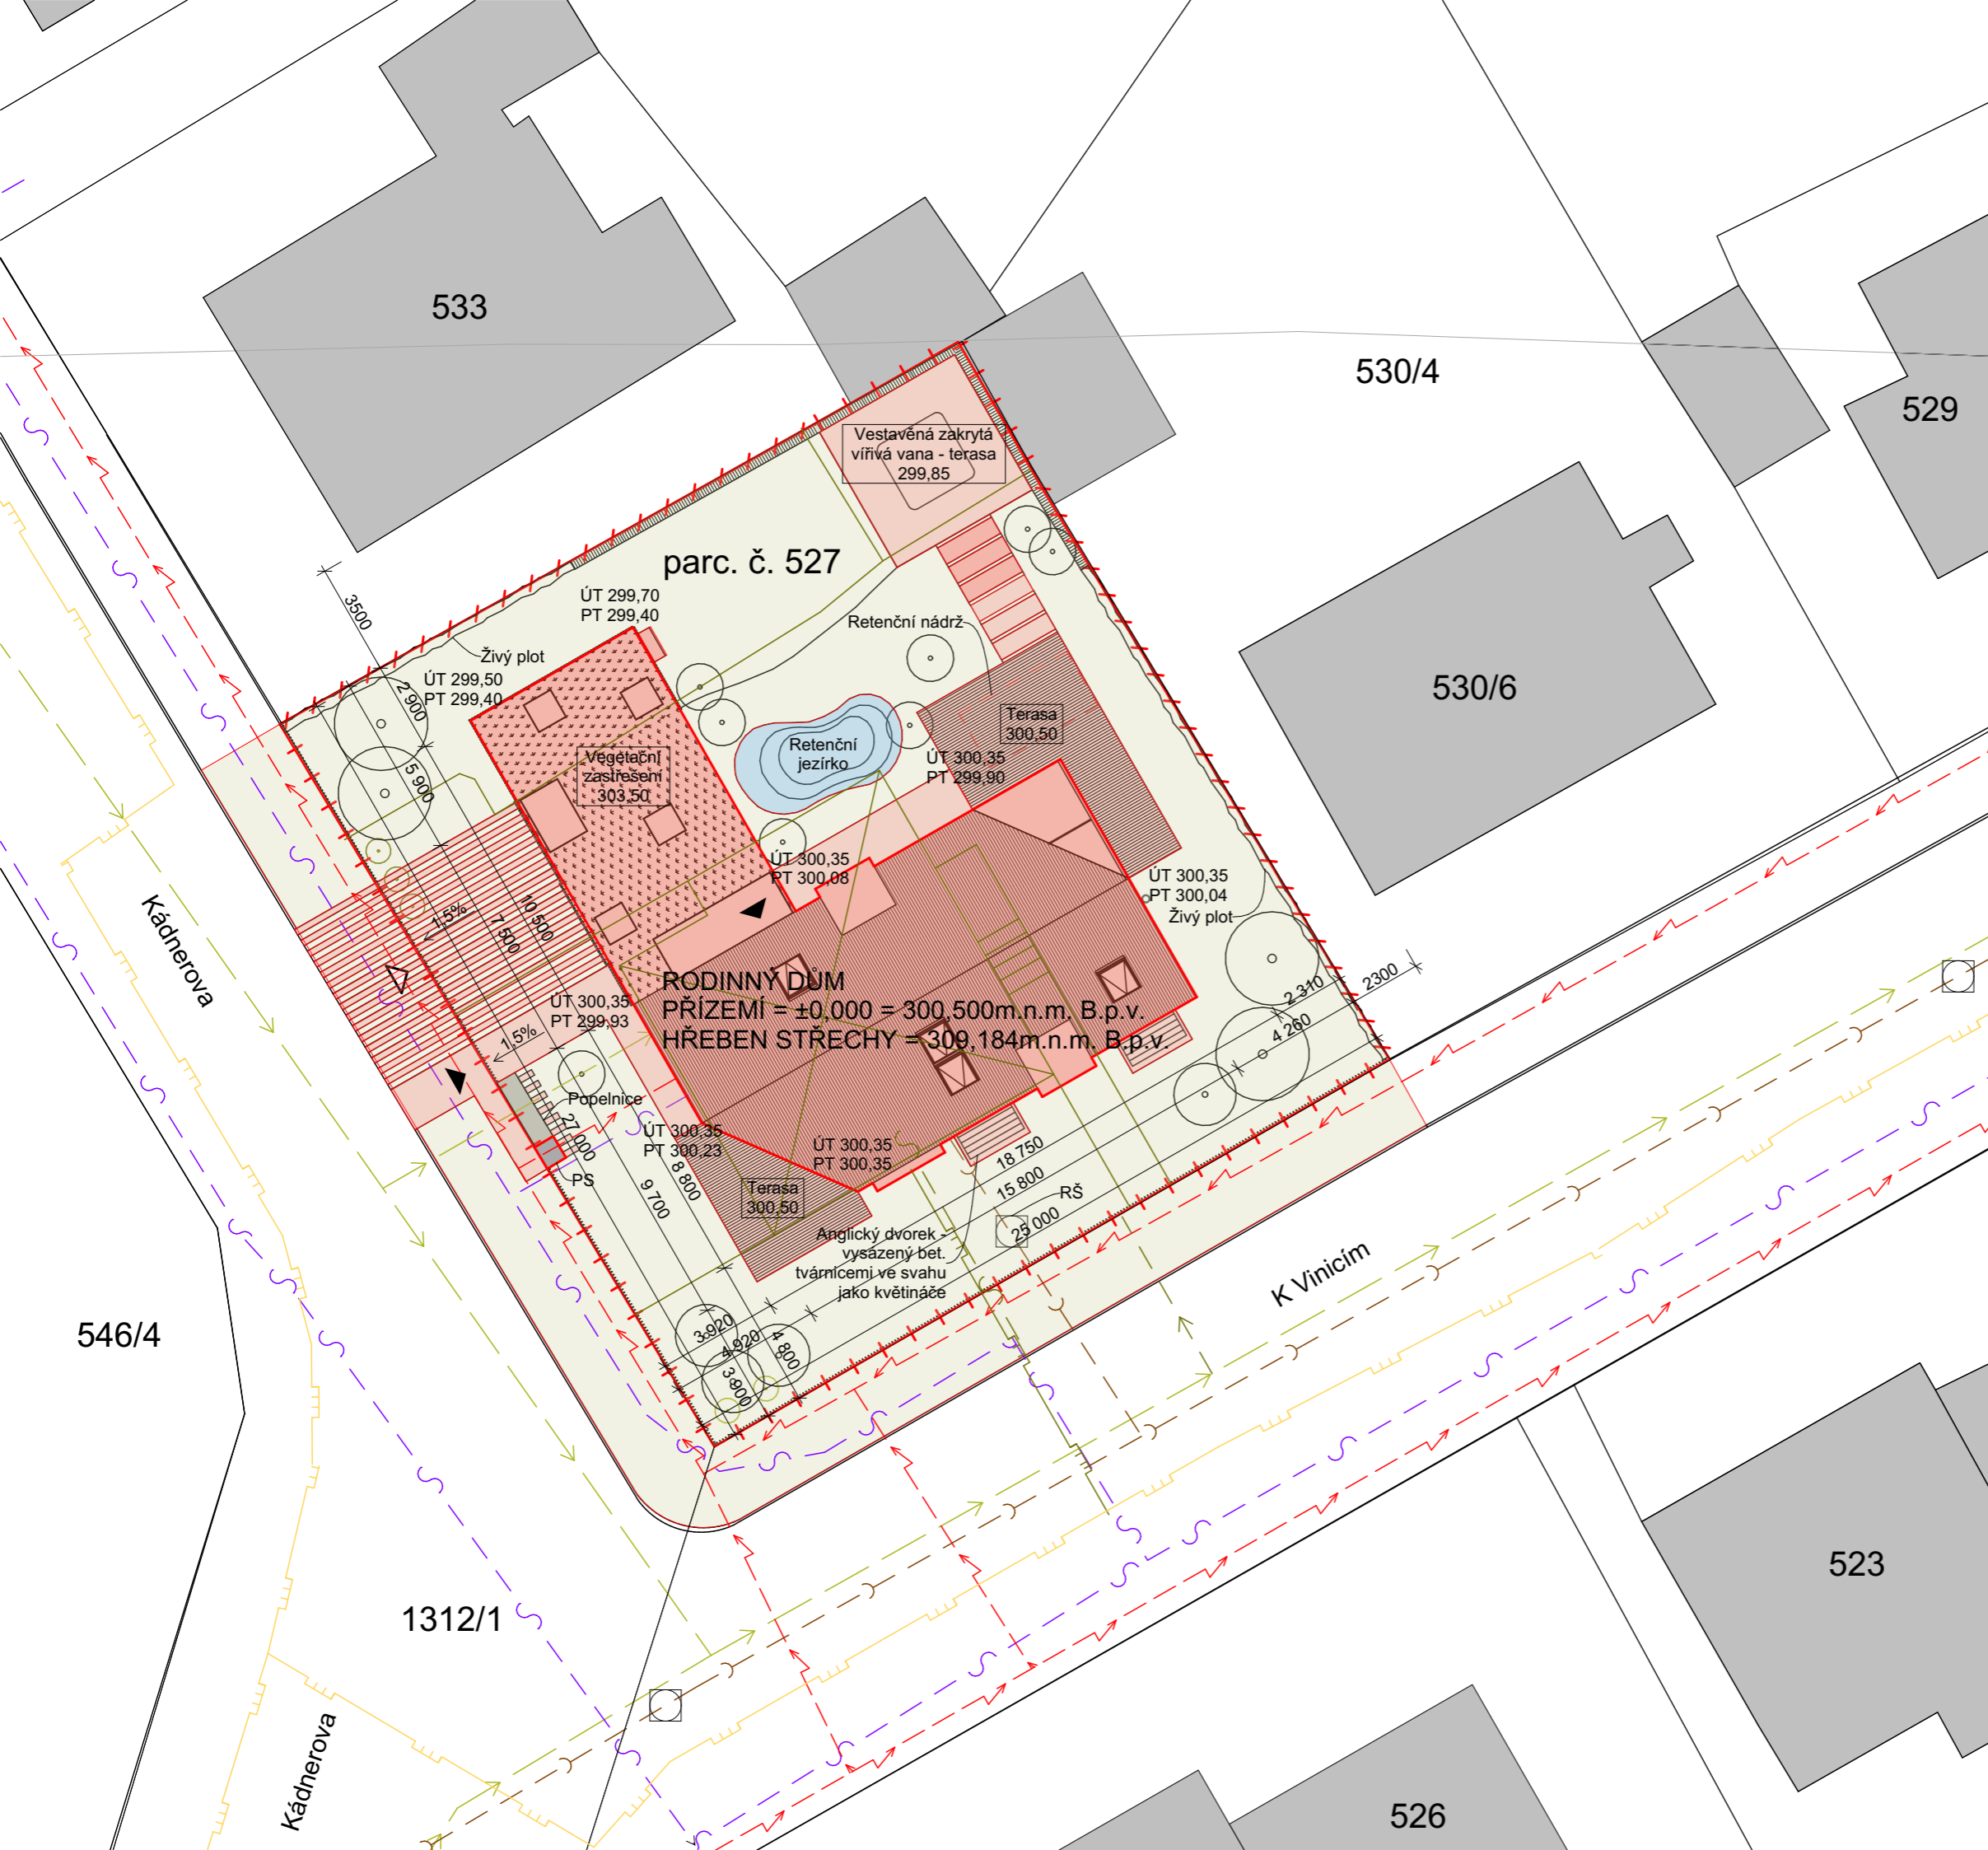 533
530/4
529
Vestavěná zakrytá
vířivá vana - terasa
299,85
parc. č. 527
ÚT 299,70
PT 299,40
3500
Retenční nádrž
Živý plot
ÚT 299,50
PT 299,40
2 900
530/6
Terasa
300,50
Retenční
jezírko
Vegetační
zastřešení
303,50
ÚT 300,35
PT 299,90
5 900
ÚT 300,35
PT 300,08
ÚT 300,35
PT 300,04
Živý plot
Kádnerova
1,5%
10 500
7 500
RODINNÝ DŮM
PŘÍZEMÍ = ±0,000 = 300,500m.n.m. B.p.v.
HŘEBEN STŘECHY = 309,184m.n.m. B.p.v.
2300
2 310
4 260
ÚT 300,35
PT 299,93
1,5%
Popelnice
27 000
ÚT 300,35
PT 300,23
ÚT 300,35
PT 300,35
18 750
PS
8 800
9 700
15 800
RŠ
Terasa
300,50
25 000
Anglický dvorek -
vysázený bet.
tvárnicemi ve svahu
jako květináče
K Vinicím
546/4
3 920
4 920
4 800
3 900
523
1312/1
Kádnerova
526